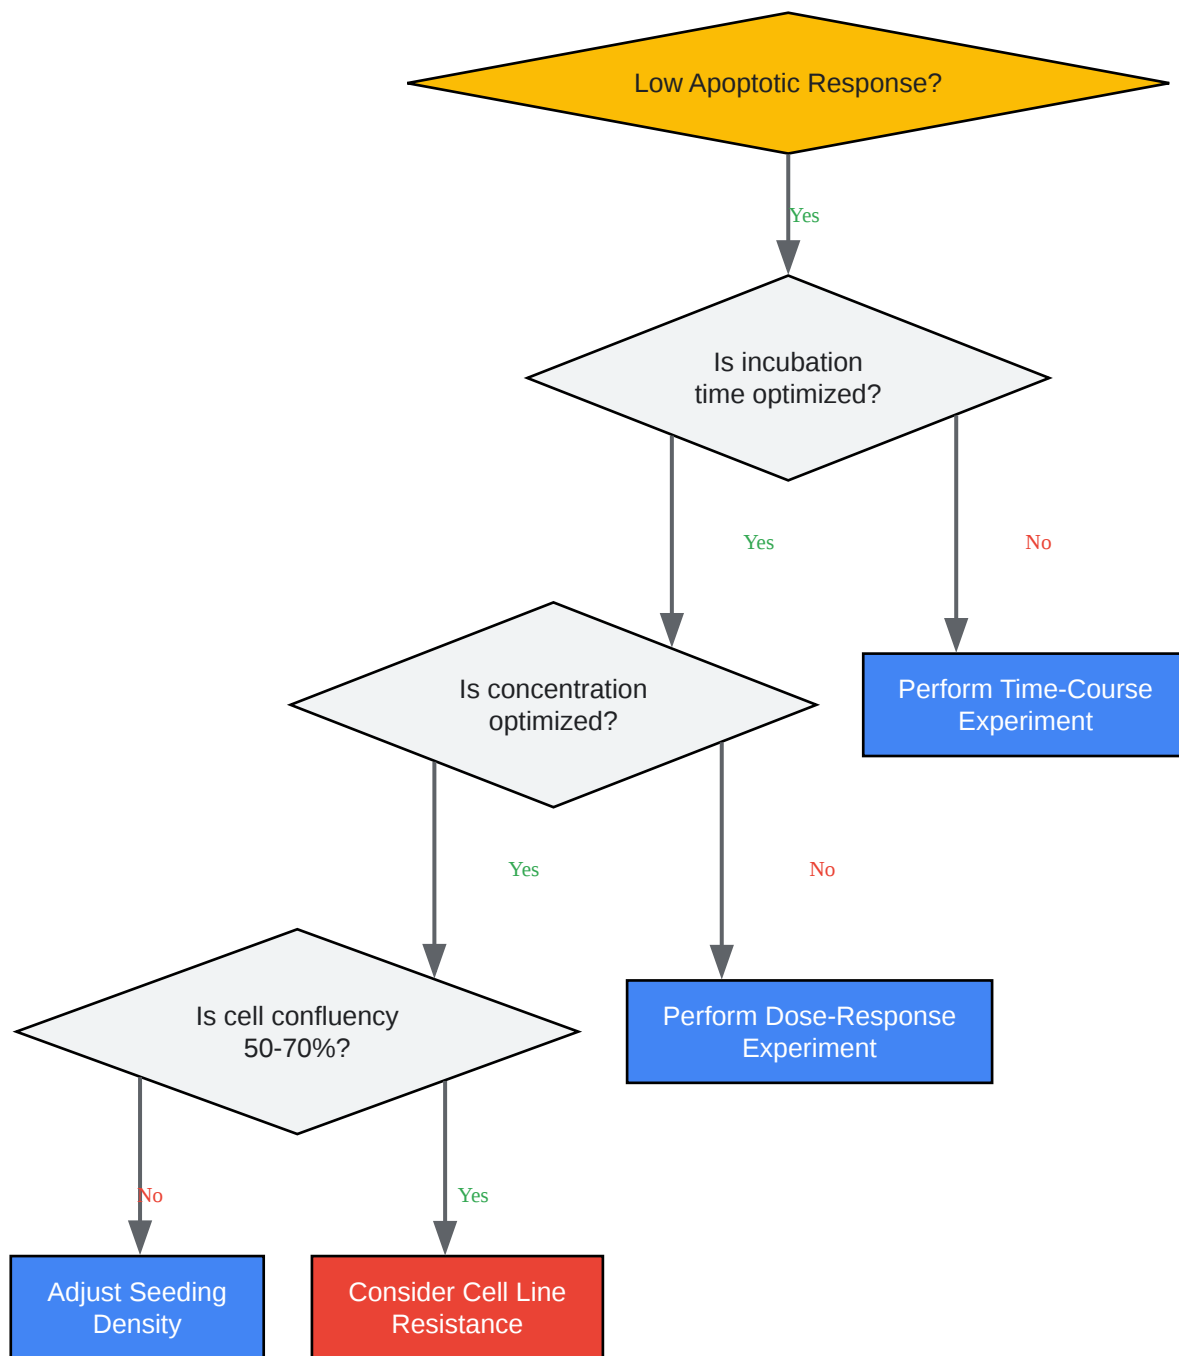 Low Apoptotic Response?
Yes
Is incubation
time optimized?
Yes
No
Is concentration
optimized?
Perform Time-Course
Experiment
Yes
No
Is cell confluency
50-70%?
Perform Dose-Response
Experiment
No
Yes
Adjust Seeding
Density
Consider Cell Line
Resistance